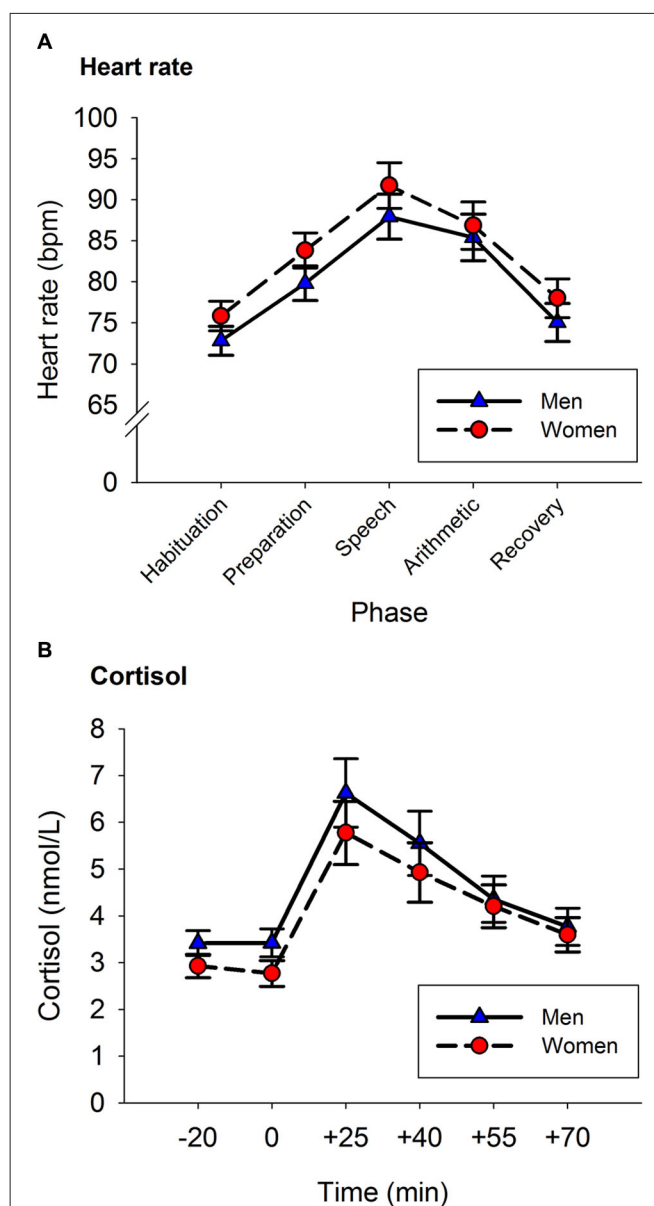 A
Heart rate
100
95
90
85
80
75
70
65
0
Heart rate (bpm)
Men
Women
Habituation
Preparation
Speech
Arithmetic
Recovery
Phase
B
Cortisol
8
7
6
5
4
3
2
1
0
Cortisol (nmol/L)
Men
Women
-20 0 +25 +40 +55 +70
Time (min)